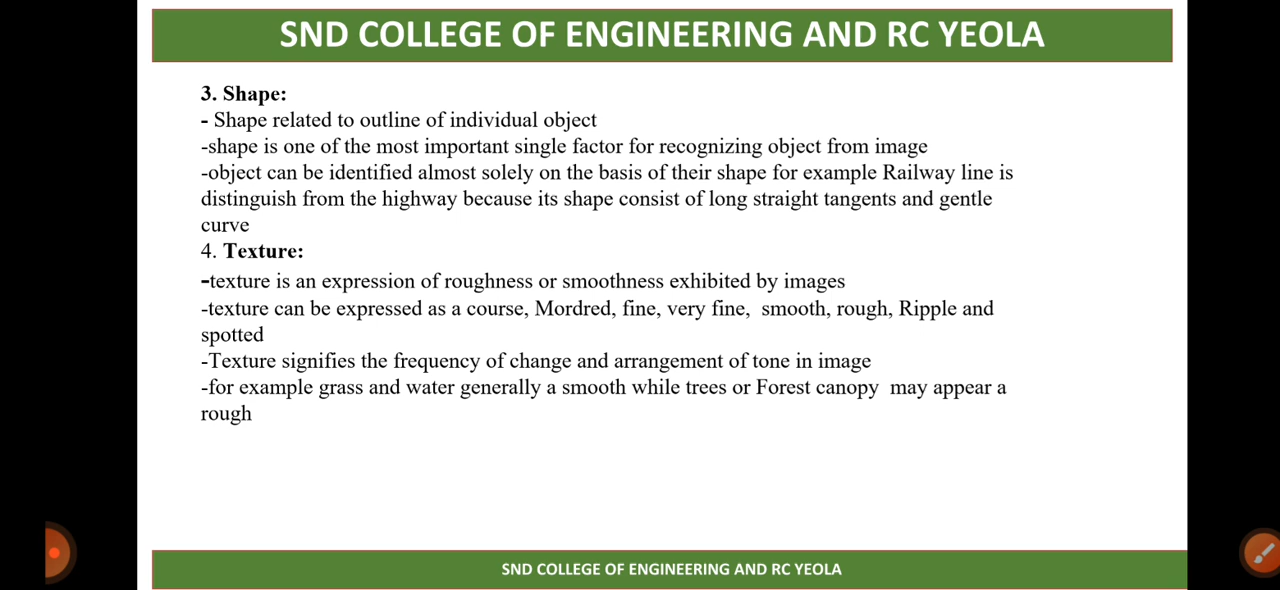 SND COLLEGE OF ENGINEERING AND RC YEOLA
3. Shape:
- Shape related to outline of individual object
-shape is one of the most important single factor for recognizing object from image
-object can be identified almost solely on the basis of their shape for example Railway line is
distinguish from the highway because its shape consist of long straight tangents and gentle
curve
4. Texture:
-texture is an expression of roughness or smoothness exhibited by images
-texture can be expressed as a course, Mordred, fine, very fine,  smooth, rough, Ripple and
spotted
-Texture signifies the frequency of change and arrangement of tone in image
-for example grass and water generally a smooth while trees or Forest canopy  may appear a
rough
SND COLLEGE OF ENGINEERING AND RC YEOLA